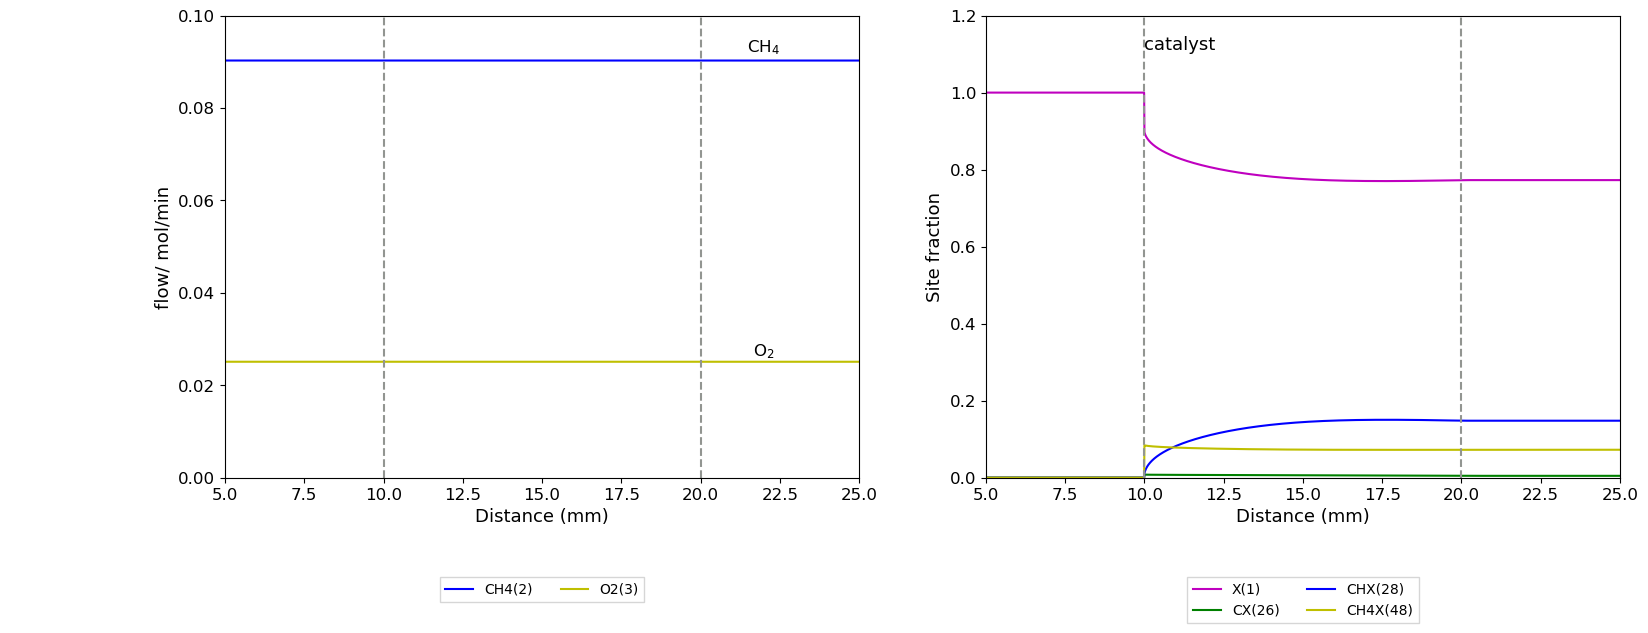 0.10
0.08
0.06
0.04
0.02
0.00
flow/ mol/min
CH₄
O₂
5.0 7.5 10.0 12.5 15.0 17.5 20.0 22.5 25.0
Distance (mm)
CH4(2) O2(3)
1.2
1.0
0.8
0.6
0.4
0.2
0.0
Site fraction
catalyst
5.0 7.5 10.0 12.5 15.0 17.5 20.0 22.5 25.0
Distance (mm)
X(1) CHX(28)
CX(26) CH4X(48)